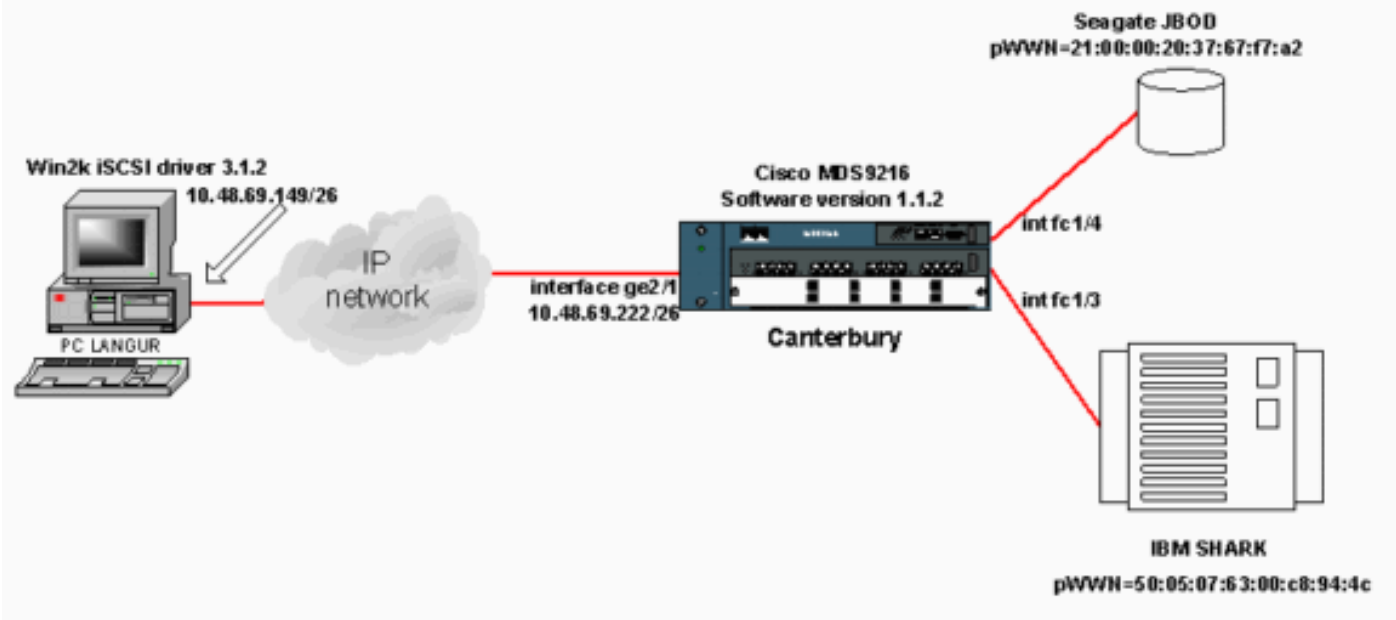 Seagate JBOD
pWWN=21:00:00:20:37:67:f7:a2
Win2k iSCSI driver 3.1.2
10.48.69.149/26
Cisco MDS9216
Software version 1.1.2
int fc1/4
IP
network
interface ge2/1
10.48.69.222/26
int fc1/3
Canterbury
PC LANGUR
IBM SHARK
pWWN=50:05:07:63:00:c8:94:4c